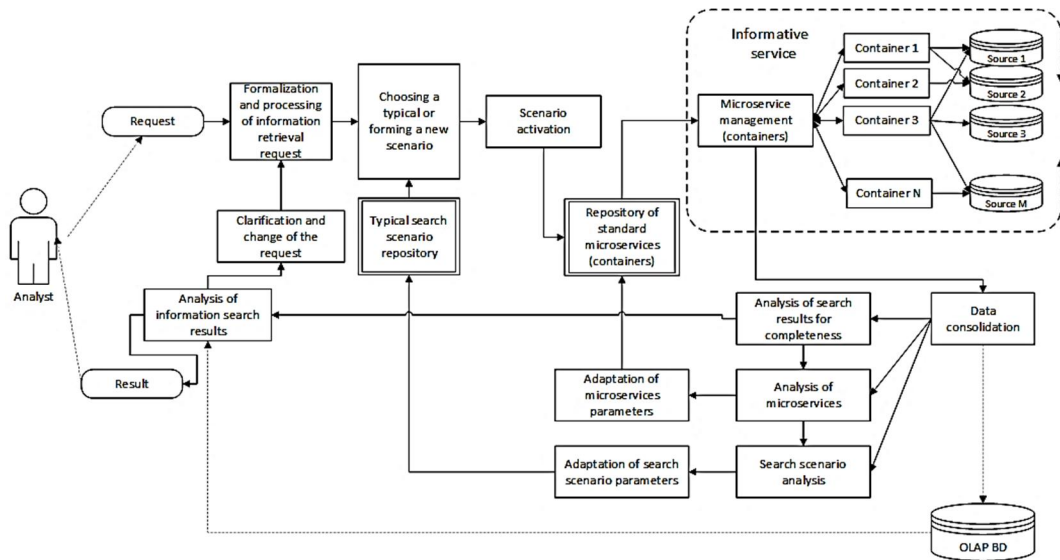 Informative
service
Request
Formalization
and processing
of information
retrieval
request
Choosing a
typical or
forming a new
scenario
Scenario
activation
Microservice
management
(containers)
Container 1
Container 2
Container 3
Container N
Source 1
Source 2
Source 3
Source M
Clarification and
change of the
request
Typical search
scenario
repository
Repository of
standard
microservices
(containers)
Analyst
Analysis of
information search
results
Analysis of search
results for
completeness
Data
consolidation
Result
Adaptation of
microservices
parameters
Analysis of
microservices
Adaptation of search
scenario parameters
Search scenario
analysis
OLAP BD